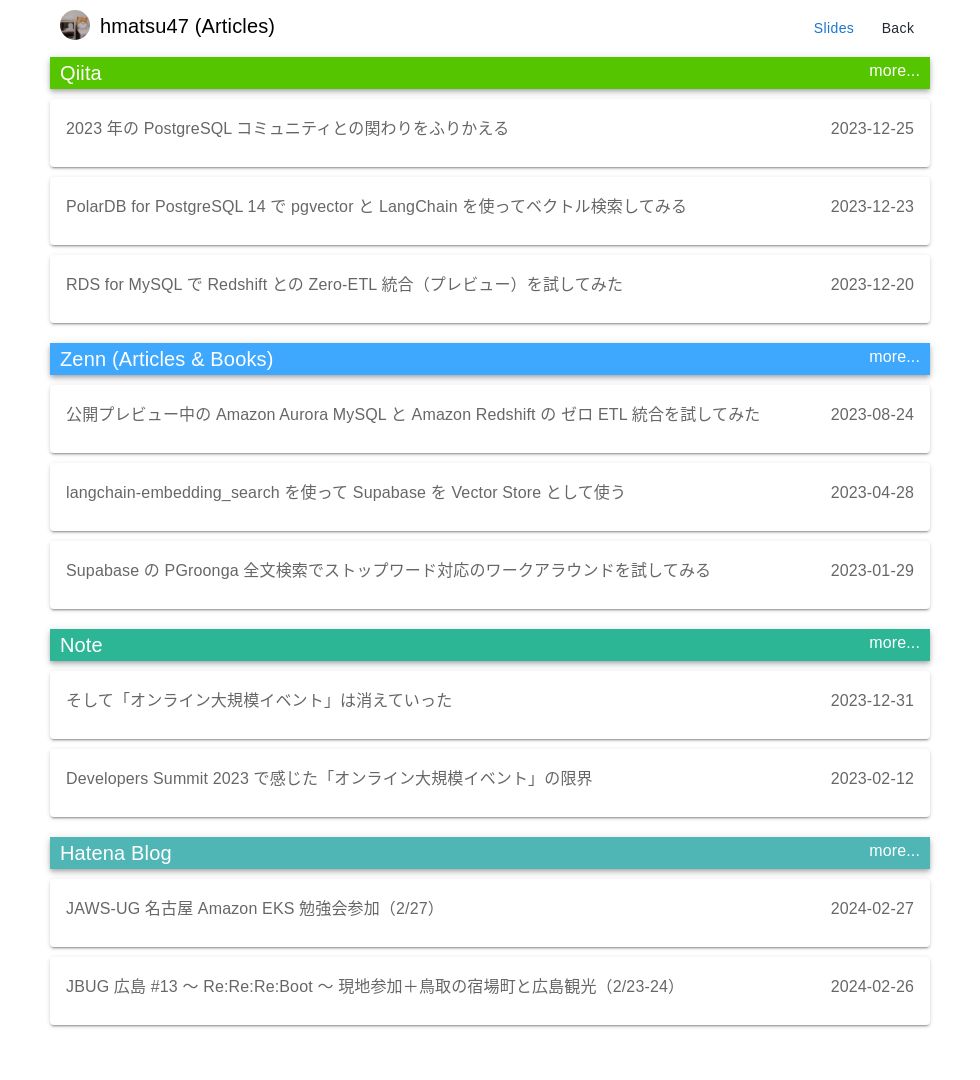 hmatsu47 (Articles)
Slides
Back
Qiita
more...
2023 年の PostgreSQL コミュニティとの関わりをふりかえる
2023-12-25
PolarDB for PostgreSQL 14 で pgvector と LangChain を使ってベクトル検索してみる
2023-12-23
RDS for MySQL で Redshift との Zero-ETL 統合（プレビュー）を試してみた
2023-12-20
Zenn (Articles & Books)
more...
公開プレビュー中の Amazon Aurora MySQL と Amazon Redshift の ゼロ ETL 統合を試してみた
2023-08-24
langchain-embedding_search を使って Supabase を Vector Store として使う
2023-04-28
Supabase の PGroonga 全文検索でストップワード対応のワークアラウンドを試してみる
2023-01-29
Note
more...
そして「オンライン大規模イベント」は消えていった
2023-12-31
Developers Summit 2023 で感じた「オンライン大規模イベント」の限界
2023-02-12
Hatena Blog
more...
JAWS-UG 名古屋 Amazon EKS 勉強会参加（2/27）
2024-02-27
JBUG 広島 #13 〜 Re:Re:Re:Boot 〜 現地参加＋鳥取の宿場町と広島観光（2/23-24）
2024-02-26